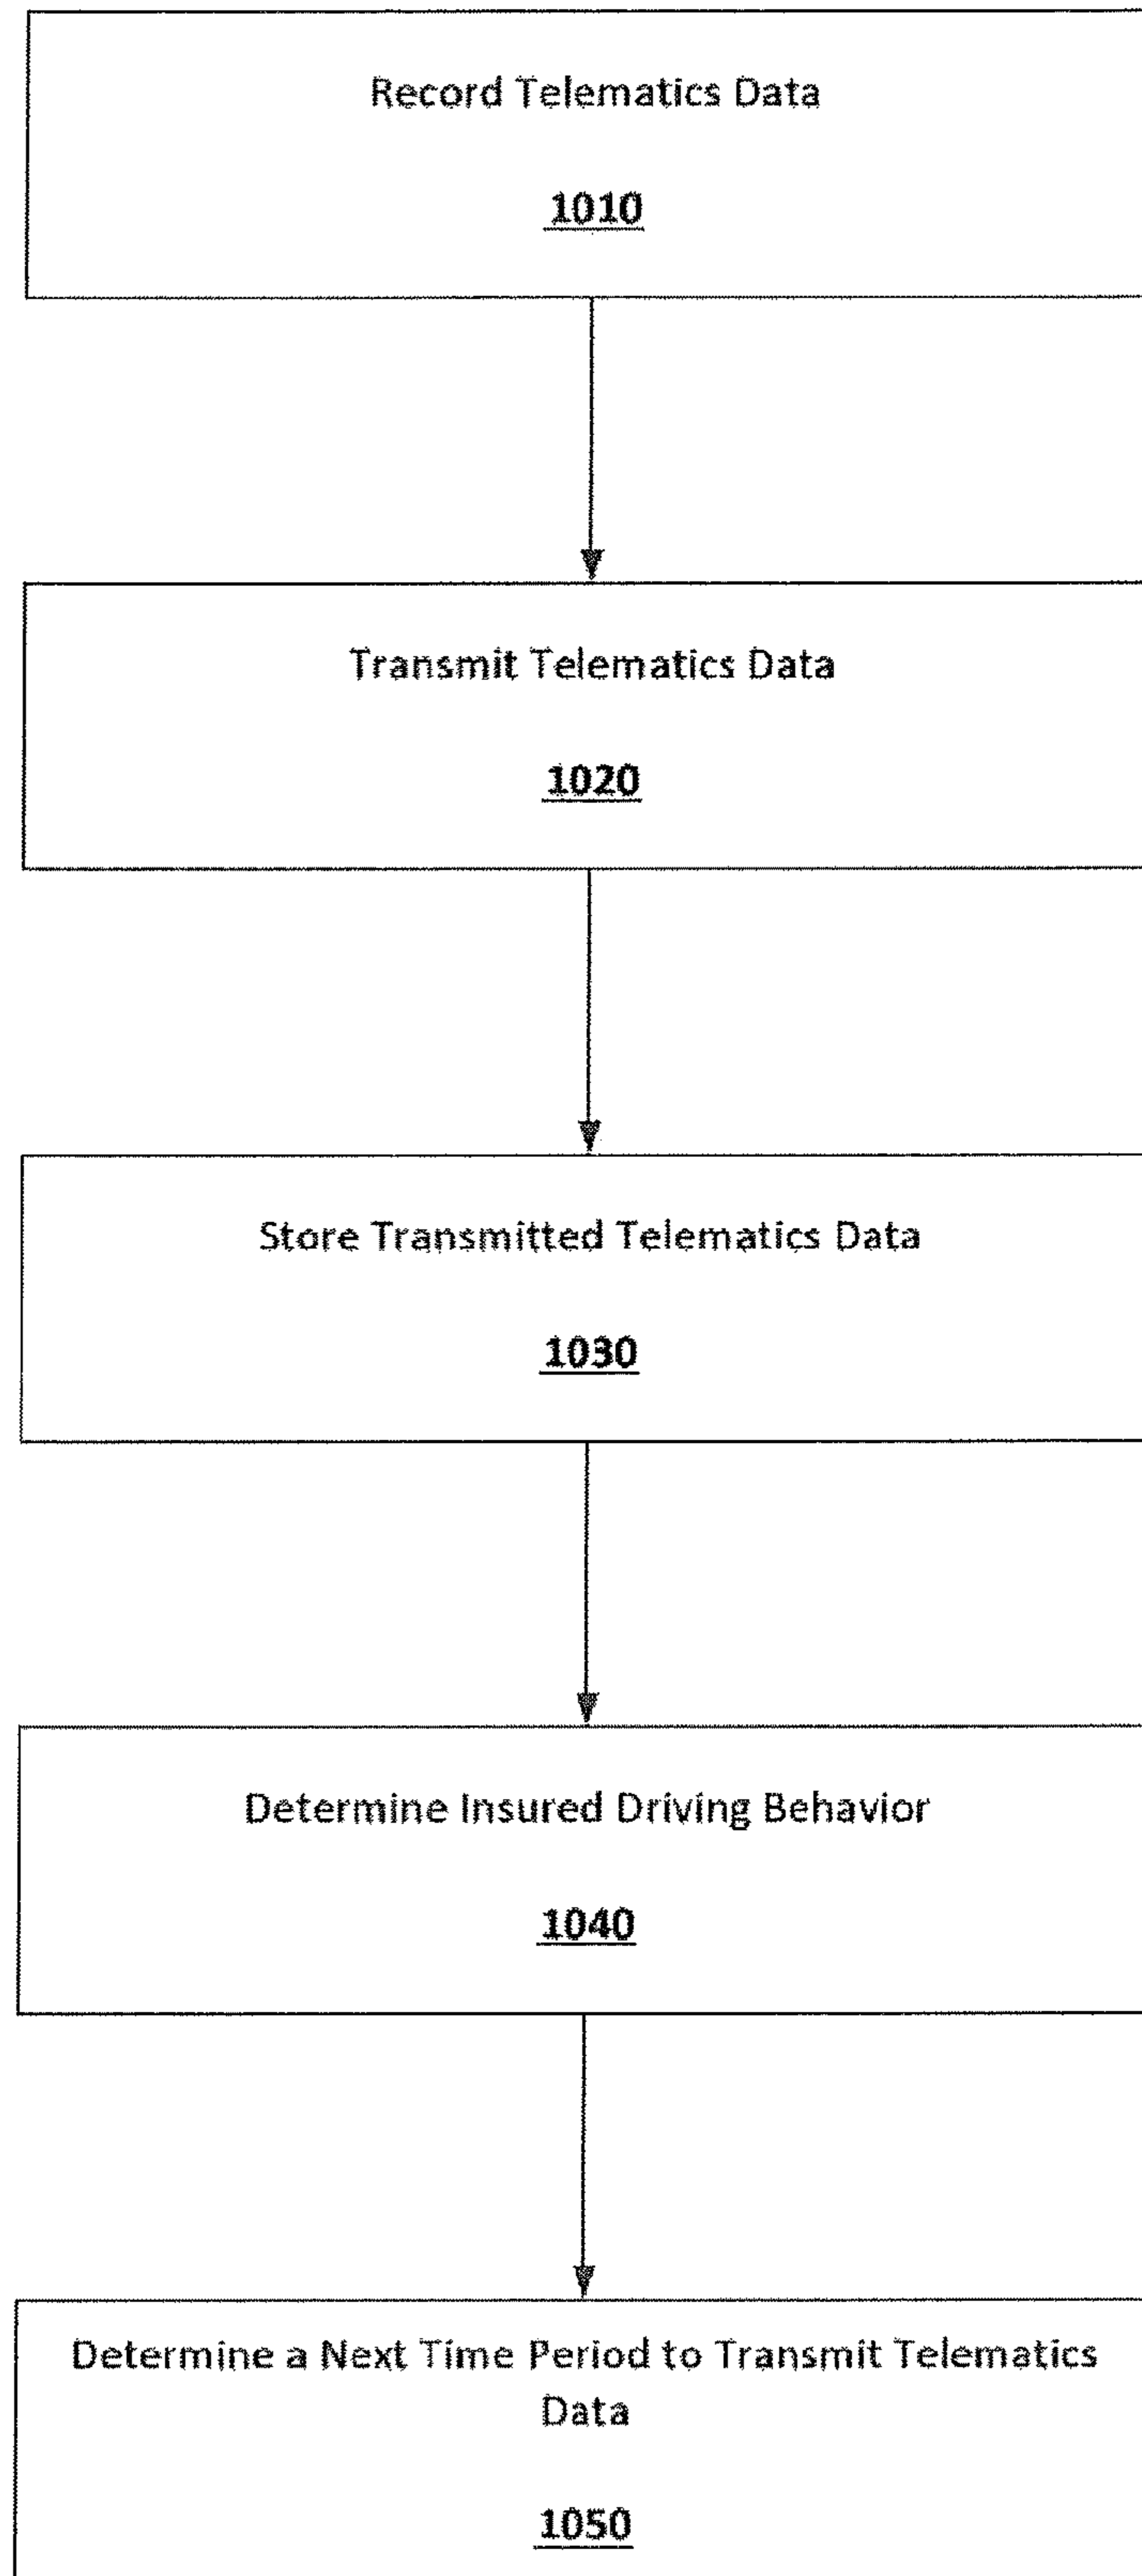 Record Telematics Data
1010
Transmit Telematics Data
1020
Store Transmitted Telematics Data
1030
Determine Insured Driving Behavior
1040
Determine a Next Time Period to Transmit Telematics
Data
1050